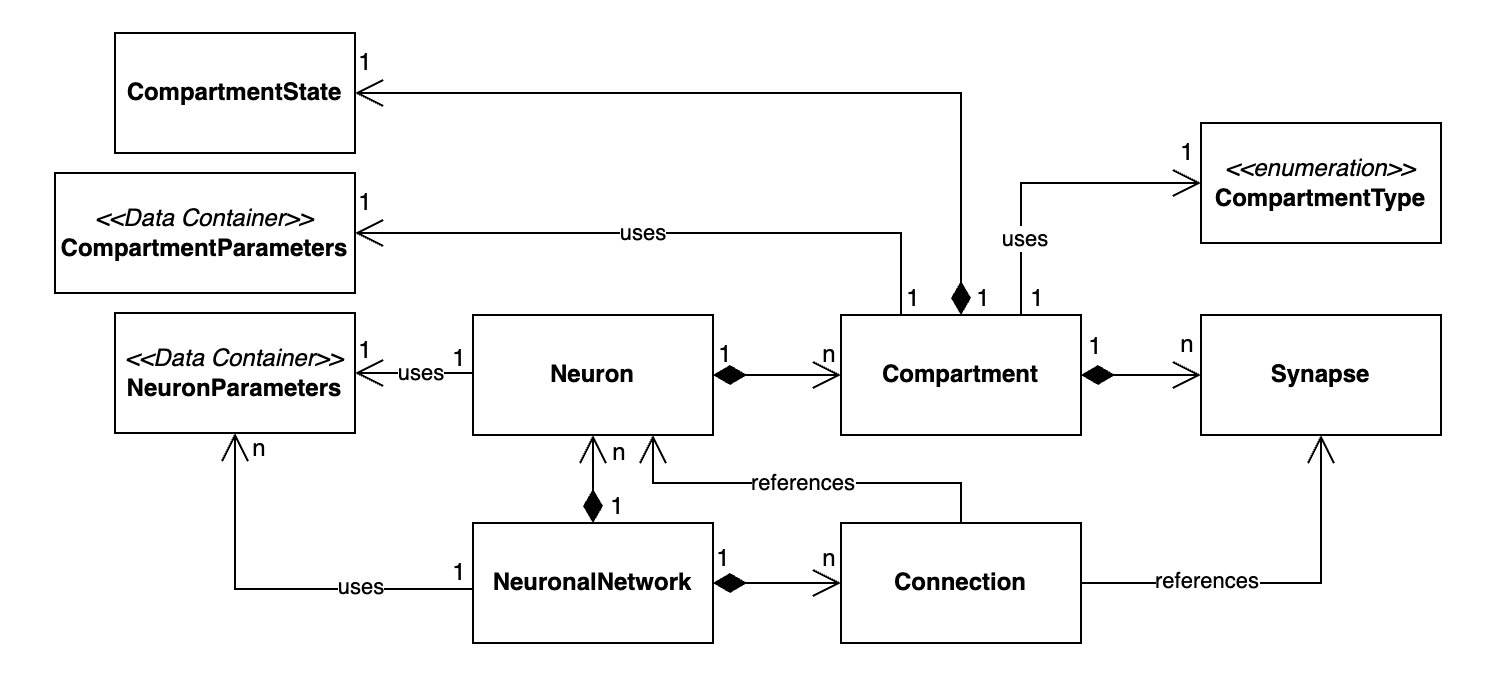 1
CompartmentState
1
<<enumeration>>
CompartmentType
1
<<Data Container>>
CompartmentParameters
uses
uses
1
1
1
1
<<Data Container>>
NeuronParameters
uses
1
Neuron
1
n
Compartment
1
n
Synapse
n
n
references
1
uses
1
NeuronalNetwork
1
n
Connection
references